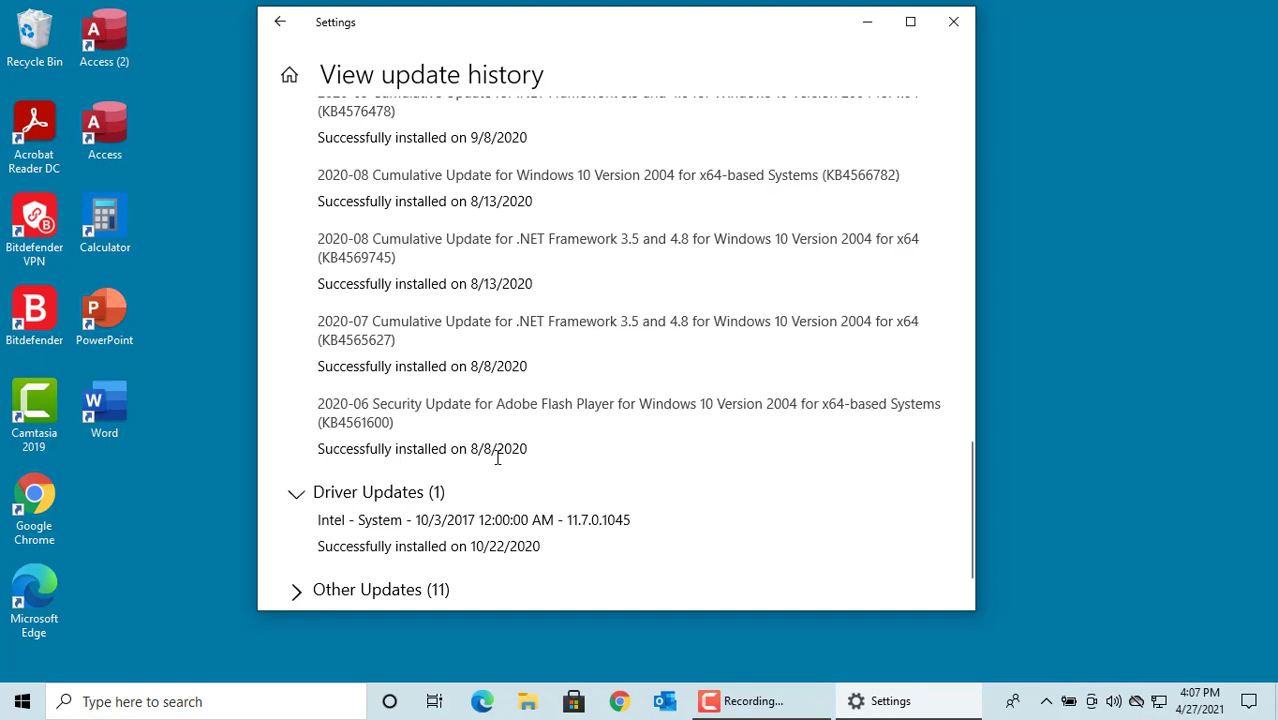 Settings
View update history
(KB4576478)
Successfully installed on 9/8/2020
2020-08 Cumulative Update for Windows 10 Version 2004 for x64-based Systems (KB4566782)
Successfully installed on 8/13/2020
2020-08 Cumulative Update for .NET Framework 3.5 and 4.8 for Windows 10 Version 2004 for x64
(KB4569745)
Successfully installed on 8/13/2020
2020-07 Cumulative Update for .NET Framework 3.5 and 4.8 for Windows 10 Version 2004 for x64
(KB4565627)
Successfully installed on 8/8/2020
2020-06 Security Update for Adobe Flash Player for Windows 10 Version 2004 for x64-based Systems
(KB4561600)
Successfully installed on 8/8/2020
Driver Updates (1)
Intel - System - 10/3/2017 12:00:00 AM - 11.7.0.1045
Successfully installed on 10/22/2020
Other Updates (11)
Recycle Bin
Access (2)
Acrobat
Reader DC
Access
Bitdefender
VPN
Calculator
Bitdefender
PowerPoint
Camtasia
2019
Word
Google
Chrome
Microsoft
Edge
Type here to search
Recording...
Settings
4:07 PM
4/27/2021